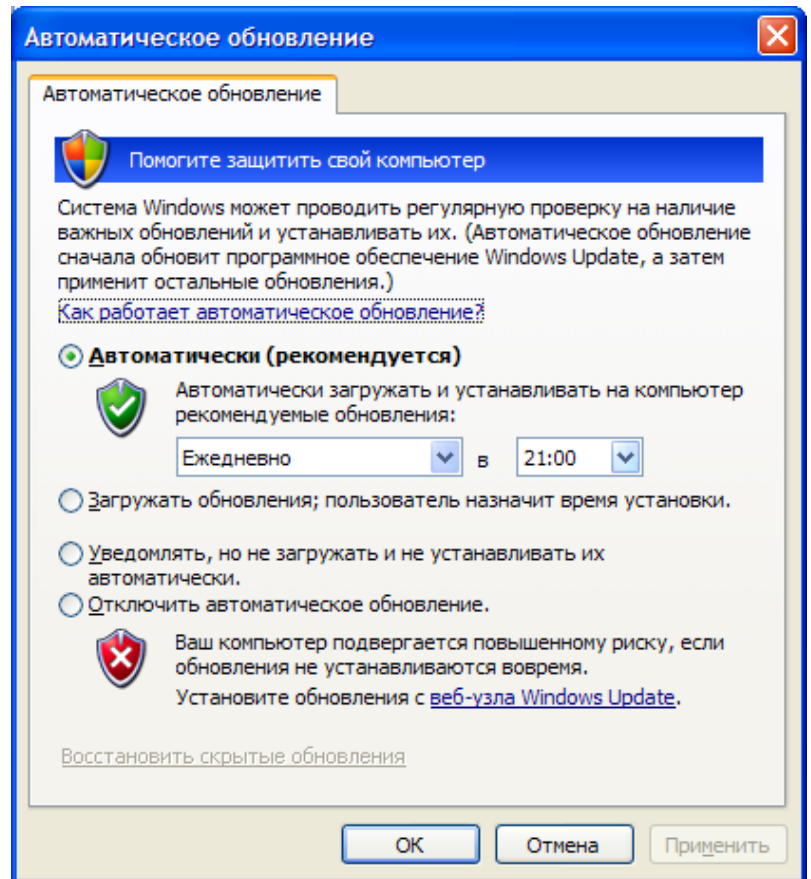 Автоматическое обновление
Автоматическое обновление
Помогите защитить свой компьютер
Система Windows может проводить регулярную проверку на наличие
важных обновлений и устанавливать их. (Автоматическое обновление
сначала обновит программное обеспечение Windows Update, а затем
применит остальные обновления.)
Как работает автоматическое обновление?
Автоматически (рекомендуется)
Автоматически загружать и устанавливать на компьютер
рекомендуемые обновления:
Ежедневно в 21:00
Загружать обновления; пользователь назначит время установки.
Уведомлять, но не загружать и не устанавливать их
автоматически.
Отключить автоматическое обновление.
Ваш компьютер подвергается повышенному риску, если
обновления не устанавливаются вовремя.
Установите обновления с веб-узла Windows Update.
Восстановить скрытые обновления
ОК Отмена Применить